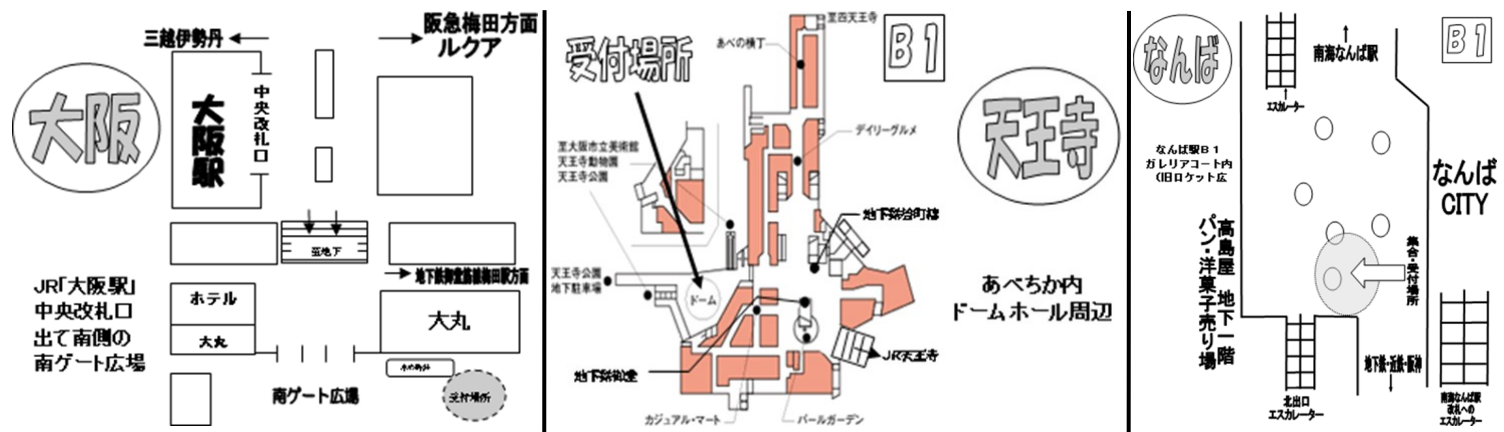 大阪
三越伊勢丹
阪急梅田方面
ルクア
大阪駅
中央改札口
至地下
地下鉄御堂筋線梅田駅方面
JR「大阪駅」
中央改札口
出て南側の
南ゲート広場
ホテル
大丸
大丸
南ゲート広場
水の時計
受付場所
受付場所
B1
天王寺
至四天王寺
あべの横丁
デイリーグルメ
至大阪市立美術館
天王寺動物園
天王寺公園
地下鉄谷町線
天王寺公園
地下駐車場
ドーム
あべちか内
ドームホール周辺
JR天王寺
カジュアル・マート
パールガーデン
なんば
B1
南海なんば駅
エスカレーター
なんば駅B1
ガレリアコート内
(旧ロケット広
なんば
CITY
高島屋 地下一階
パン・洋菓子売り場
集合・受付場所
地下鉄・近鉄・阪神
北出口
エスカレーター
南海なんば駅
改札への
エスカレーター